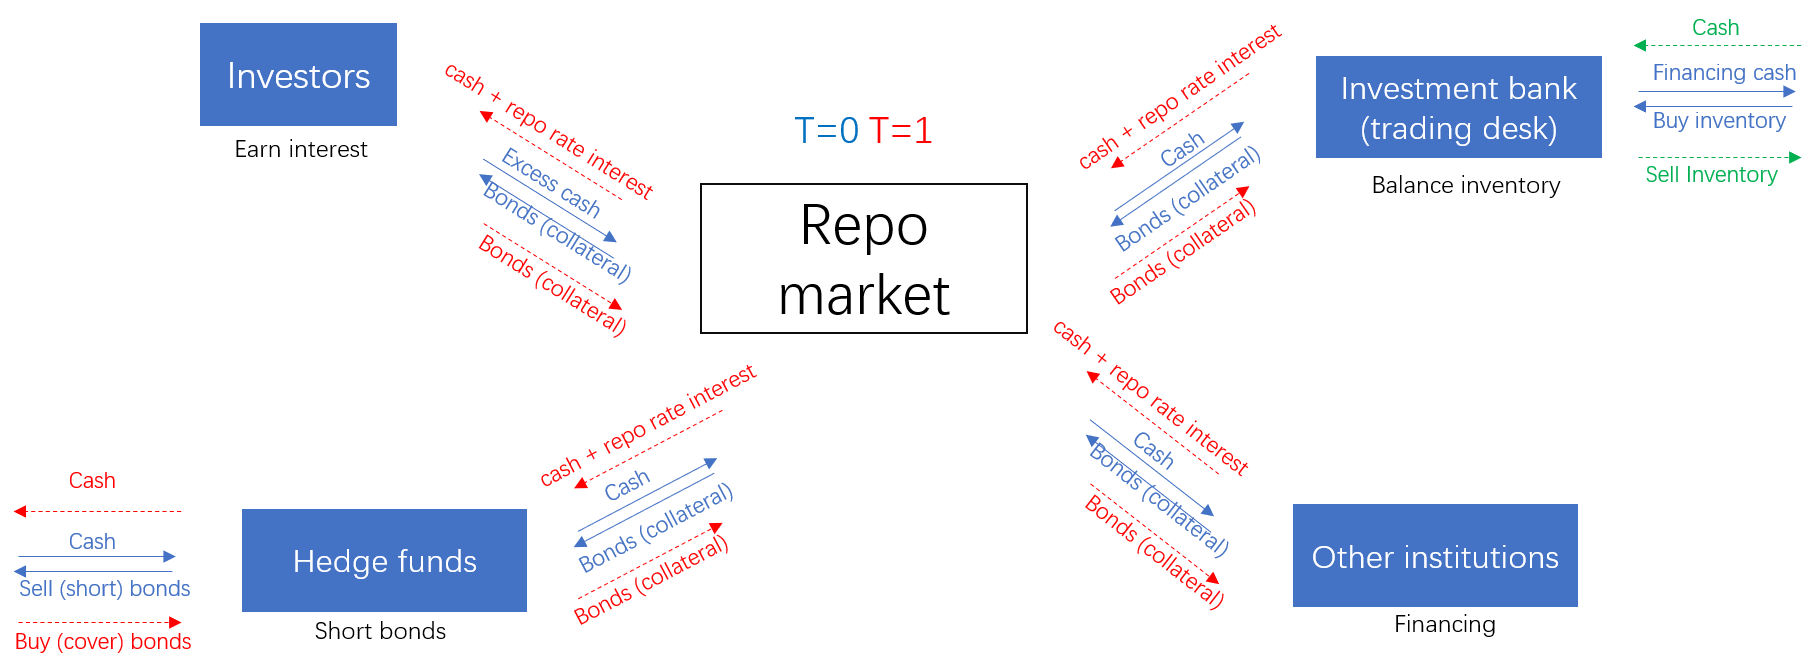 Investors
Earn interest
cash + repo rate interest
Excess cash
Bonds (collateral)
Bonds (collateral)
T=0 T=1
Repo
market
cash + repo rate interest
Cash
Bonds (collateral)
Bonds (collateral)
Investment bank
(trading desk)
Balance inventory
Cash
Financing cash
Buy inventory
Sell Inventory
Cash
Cash
Sell (short) bonds
Buy (cover) bonds
Hedge funds
Short bonds
cash + repo rate interest
Cash
Bonds (collateral)
Bonds (collateral)
cash + repo rate interest
Cash
Bonds (collateral)
Bonds (collateral)
Other institutions
Financing